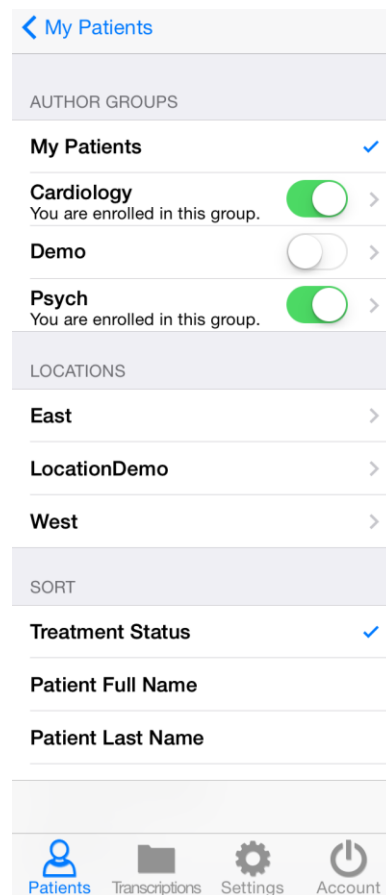 My Patients
AUTHOR GROUPS
My Patients
Cardiology
You are enrolled in this group.
Demo
Psych
You are enrolled in this group.
LOCATIONS
East
LocationDemo
West
SORT
Treatment Status
Patient Full Name
Patient Last Name
Patients Transcriptions Settings Account